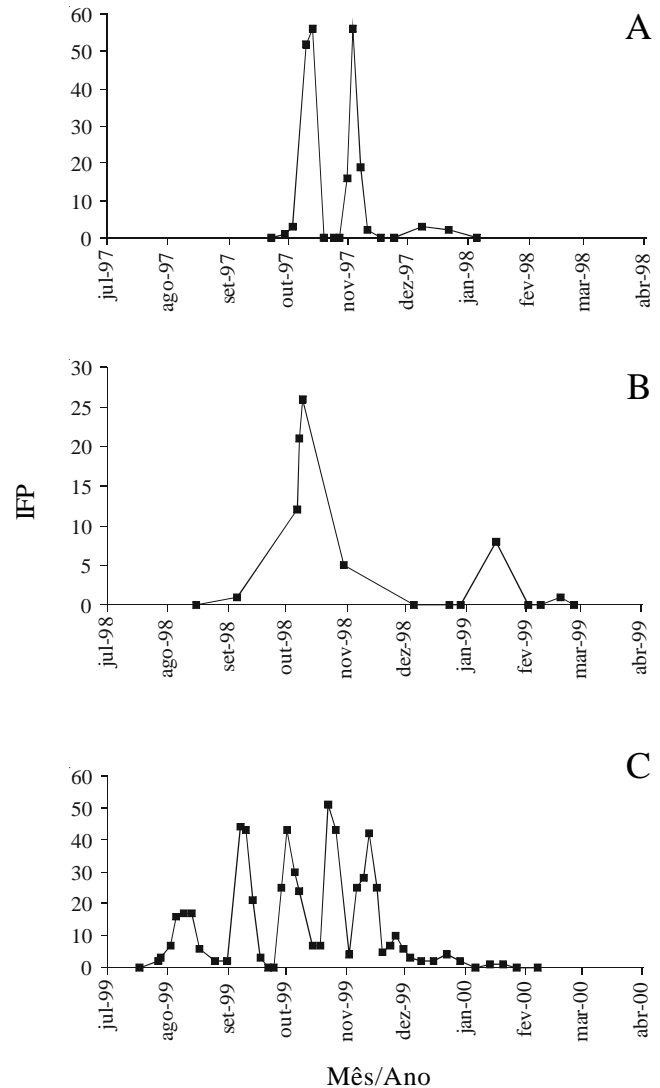 A
60
50
40
30
20
10
0
jul-97 ago-97 set-97 out-97 nov-97 dez-97 jan-98 fev-98 mar-98 abr-98
B
30
25
20
15
10
5
0
jul-98 ago-98 set-98 out-98 nov-98 dez-98 jan-99 fev-99 mar-99 abr-99
IFP
C
60
50
40
30
20
10
0
jul-99 ago-99 set-99 out-99 nov-99 dez-99 jan-00 fev-00 mar-00 abr-00
Mês/Ano